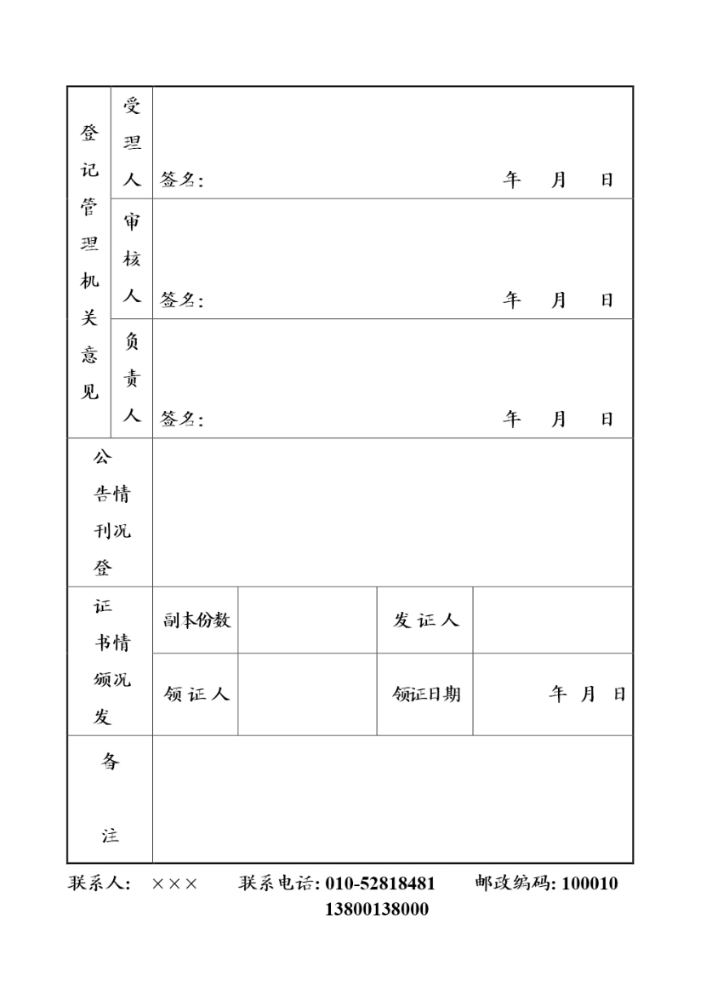 登记管理机关意见
受理人
签名： 年 月 日
审核人
签名： 年 月 日
负责人
签名： 年 月 日
公告刊登情况
证书颁发情况
副本份数 发证人
领证人 领证日期 年 月 日
备注
联系人： ××× 联系电话: 010-52818481 邮政编码: 100010
13800138000